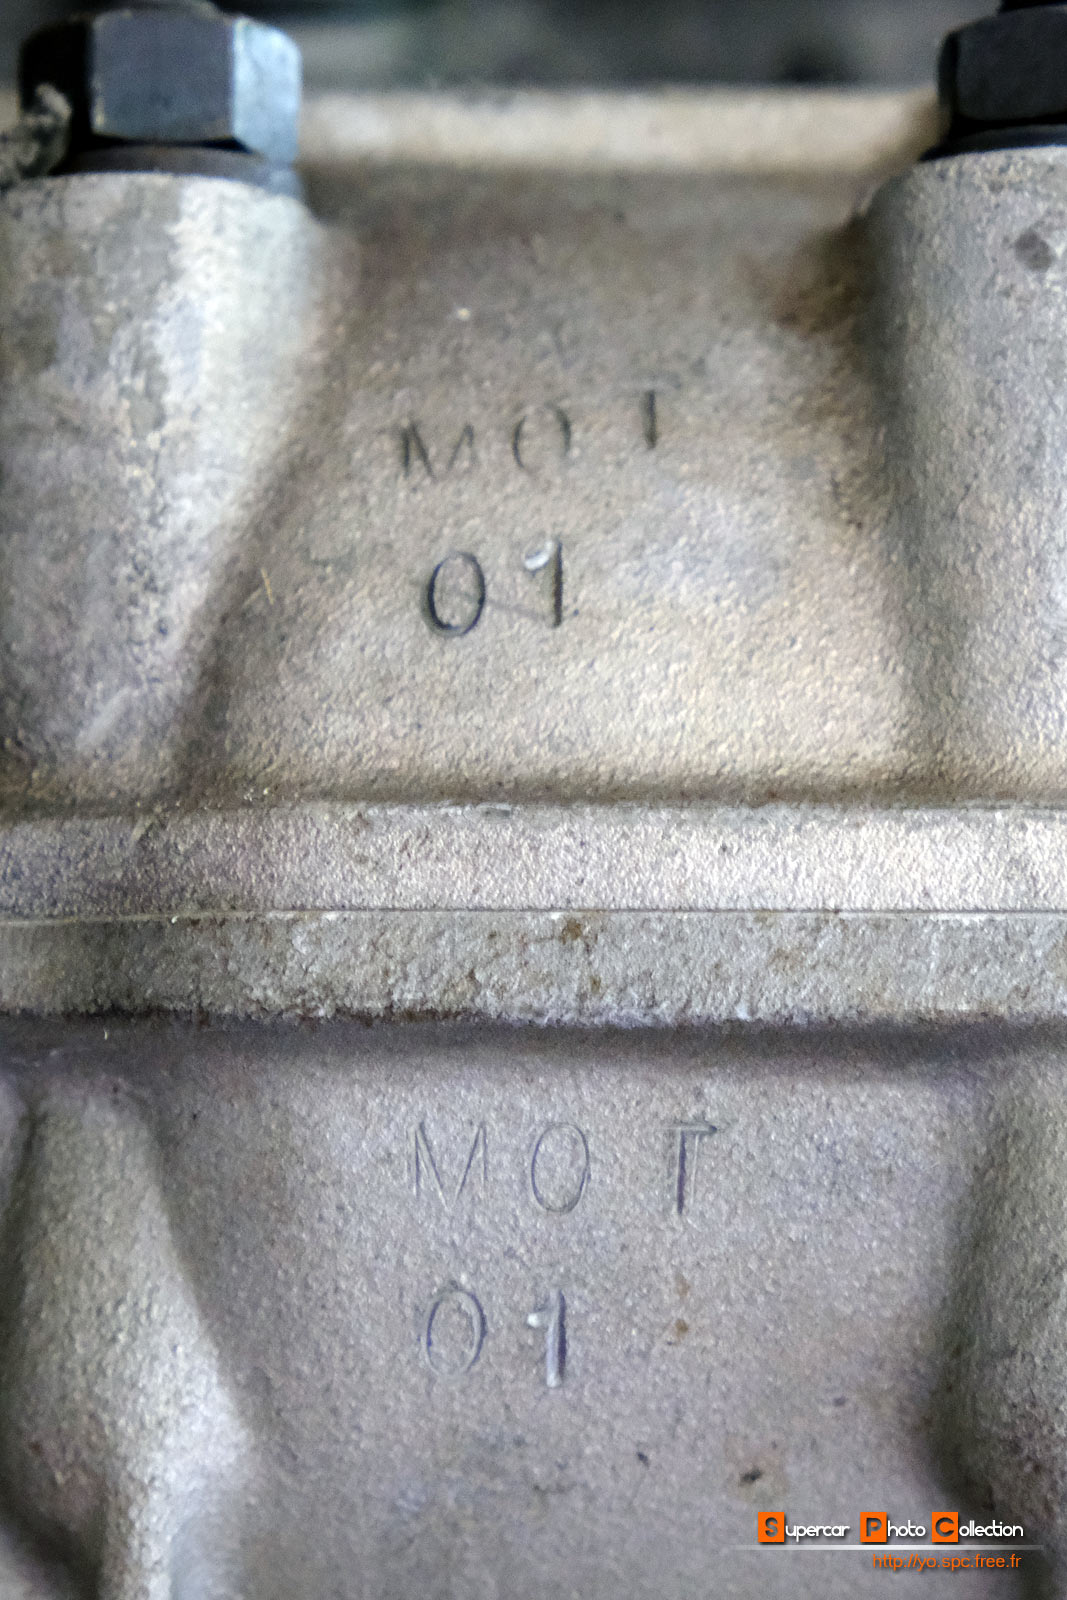 MOT
01
MOT
01
Supercar Photo Collection
http://yo.spc.free.fr